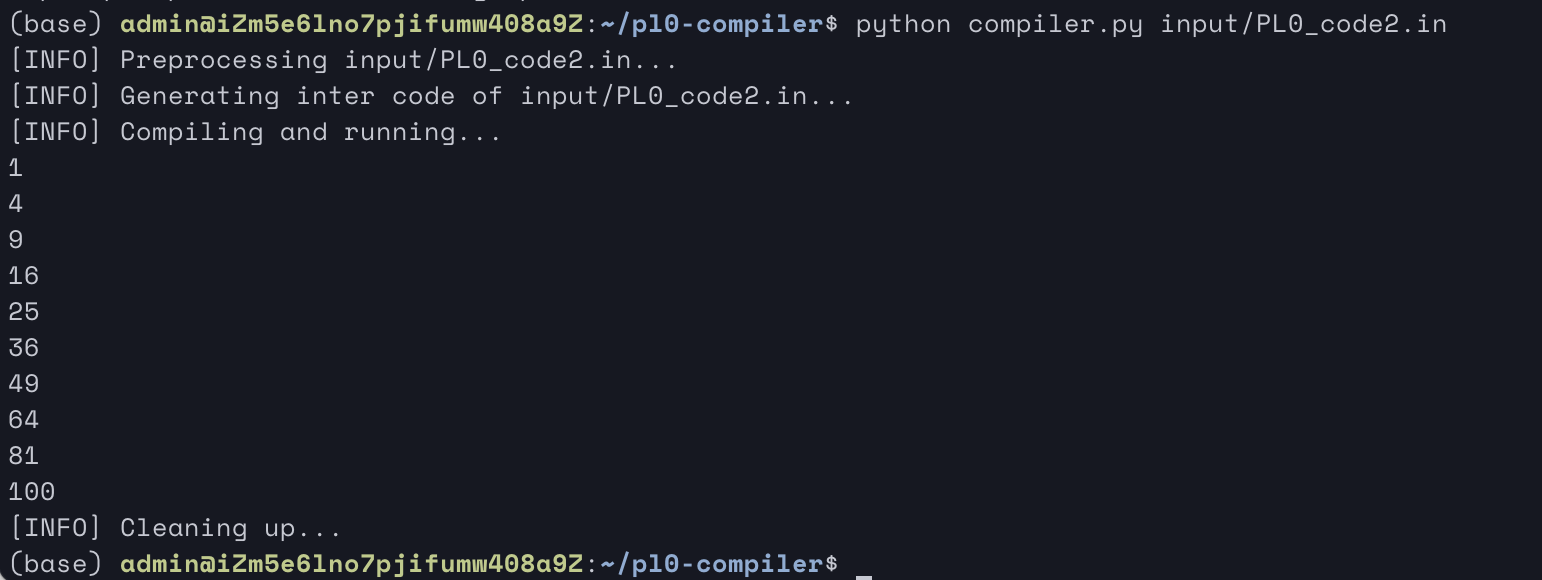 (base) admin@iZm5e6lno7pjifumw408a9Z:~/pl0-compiler$ python compiler.py input/PL0_code2.in
[INFO] Preprocessing input/PL0_code2.in...
[INFO] Generating inter code of input/PL0_code2.in...
[INFO] Compiling and running...
1
4
9
16
25
36
49
64
81
100
[INFO] Cleaning up...
(base) admin@iZm5e6lno7pjifumw408a9Z:~/pl0-compiler$